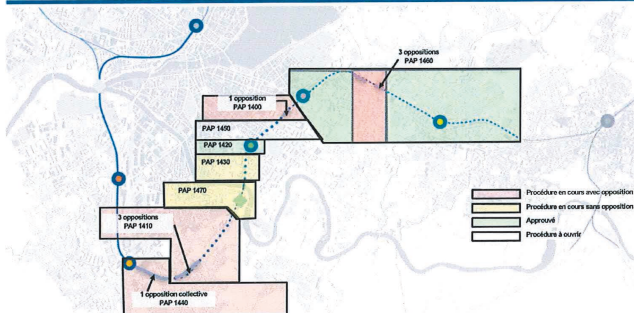 3 oppositions
PAP 1460
1 opposition
PAP 1400
PAP 1450
PAP 1420
PAP 1430
PAP 1470
3 oppositions
PAP 1410
1 opposition collective
PAP 1440
Procédure en cours avec opposition
Procédure en cours sans opposition
Approuvé
Procédure à ouvrir